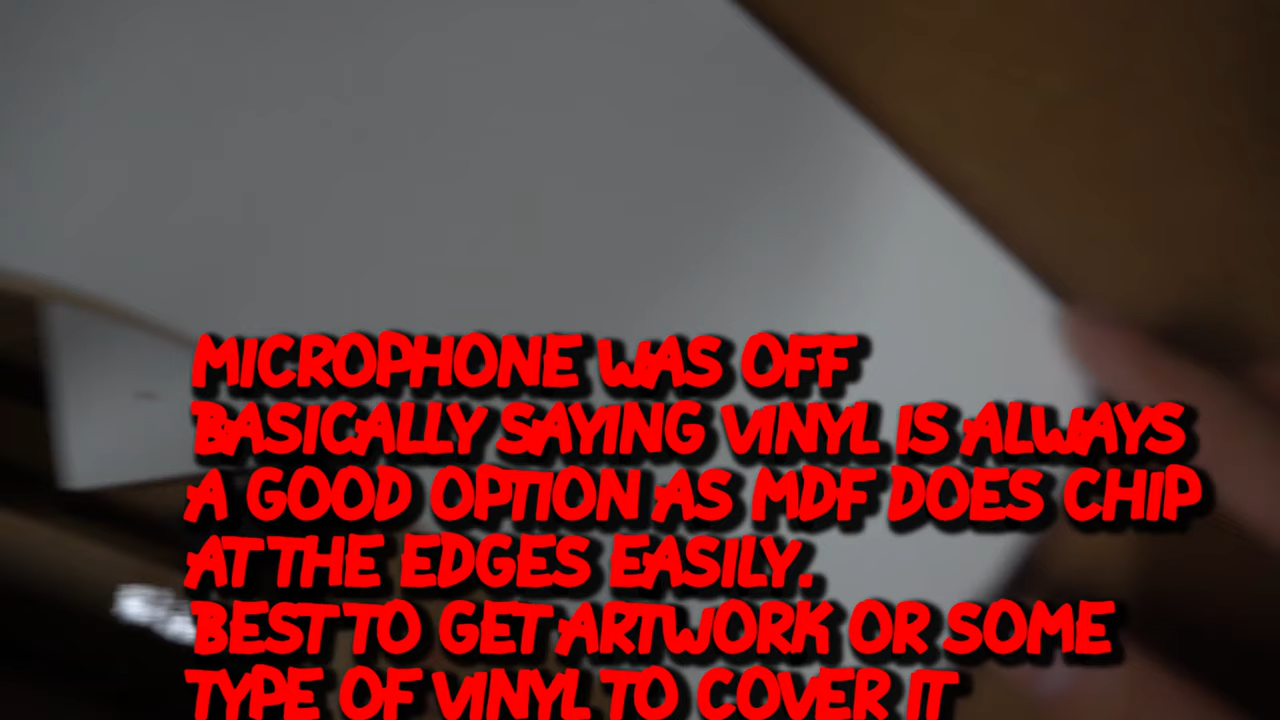 MICROPHONE WAS OFF
BASICALLY SAYING VINYL IS ALWAYS
A GOOD OPTION AS MDF DOES CHIP
AT THE EDGES EASILY.
BEST TO GET ARTWORK OR SOME
TYPE OF VINYL TO COVER IT